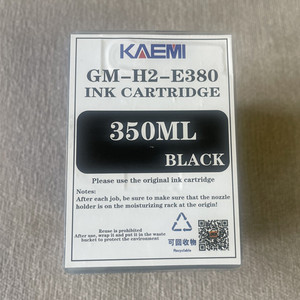 KAEMI
GM-H2-E380
INK CARTRIDGE
350ML
BLACK
Please use the original ink cartridge
Notes:
After each job, be sure to make sure that the nozzle
holder is on the moisturizing rack at the origin!
Reuse is prohibited
After use, wrap it up and put it in the waste
bucket to protect the environment
可回收物